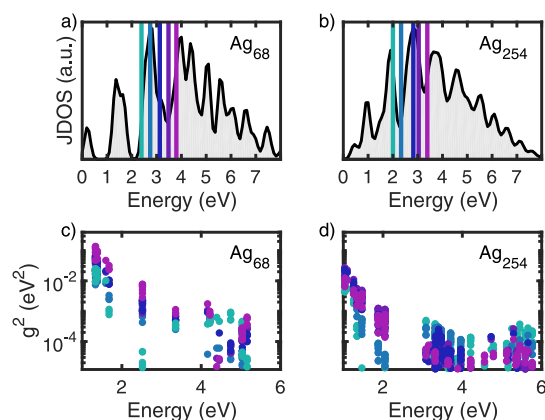 a)
Ag68
JDOS (a.u.)
0 1 2 3 4 5 6 7
Energy (eV)
b)
Ag254
0 1 2 3 4 5 6 7
Energy (eV)
c)
Ag68
g² (eV²)
10⁻²
10⁻⁴
2 4 6
Energy (eV)
d)
Ag254
2 4 6
Energy (eV)